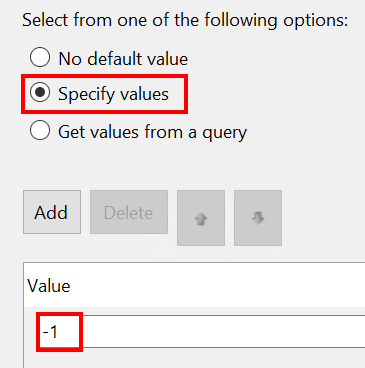 Select from one of the following options:
No default value
Specify values
Get values from a query
Add Delete
Value
-1